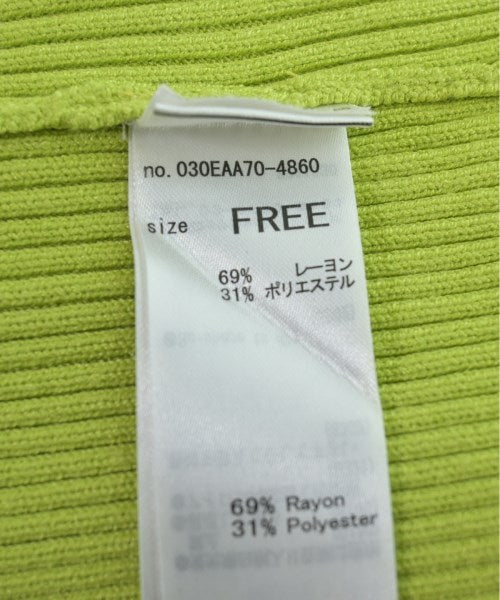 no. 030EAA70-4860
size FREE
69% レーヨン
31% ポリエステル
69% Rayon
31% Polyester